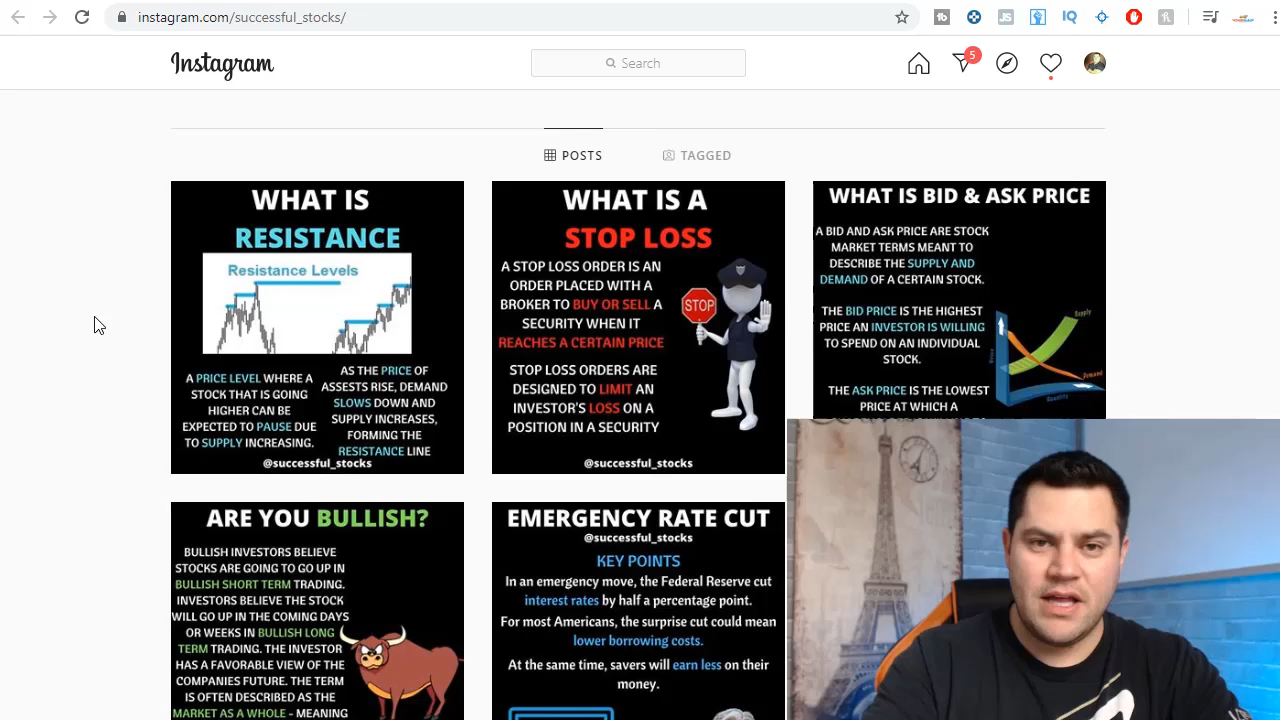 instagram.com/successful_stocks/
Instagram
Search
5
POSTS
TAGGED
WHAT IS
RESISTANCE
Resistance Levels
A PRICE LEVEL WHERE A
STOCK THAT IS GOING
HIGHER CAN BE
EXPECTED TO PAUSE DUE
TO SUPPLY INCREASING.
AS THE PRICE OF
ASSESTS RISE, DEMAND
SLOWS DOWN AND
SUPPLY INCREASES,
FORMING THE
RESISTANCE LINE
@successful_stocks
WHAT IS A
STOP LOSS
A STOP LOSS ORDER IS AN
ORDER PLACED WITH A
BROKER TO BUY OR SELL A
SECURITY WHEN IT
REACHES A CERTAIN PRICE
STOP
STOP LOSS ORDERS ARE
DESIGNED TO LIMIT AN
INVESTOR'S LOSS ON A
POSITION IN A SECURITY
@successful_stocks
WHAT IS BID & ASK PRICE
A BID AND ASK PRICE ARE STOCK
MARKET TERMS MEANT TO
DESCRIBE THE SUPPLY AND
DEMAND OF A CERTAIN STOCK.
THE BID PRICE IS THE HIGHEST
PRICE AN INVESTOR IS WILLING
TO SPEND ON AN INDIVIDUAL
STOCK.
THE ASK PRICE IS THE LOWEST
PRICE AT WHICH A
Supply
Demand
Price
Quantity
ARE YOU BULLISH?
BULLISH INVESTORS BELIEVE
STOCKS ARE GOING TO GO UP IN
BULLISH SHORT TERM TRADING.
INVESTORS BELIEVE THE STOCK
WILL GO UP IN THE COMING DAYS
OR WEEKS IN BULLISH LONG
TERM TRADING. THE INVESTOR
HAS A FAVORABLE VIEW OF THE
COMPANIES FUTURE. THE TERM
IS OFTEN DESCRIBED AS THE
MARKET AS A WHOLE - MEANING
EMERGENCY RATE CUT
@successful_stocks
KEY POINTS
In an emergency move, the Federal Reserve cut
interest rates by half a percentage point.
For most Americans, the surprise cut could mean
lower borrowing costs.
At the same time, savers will earn less on their
money.